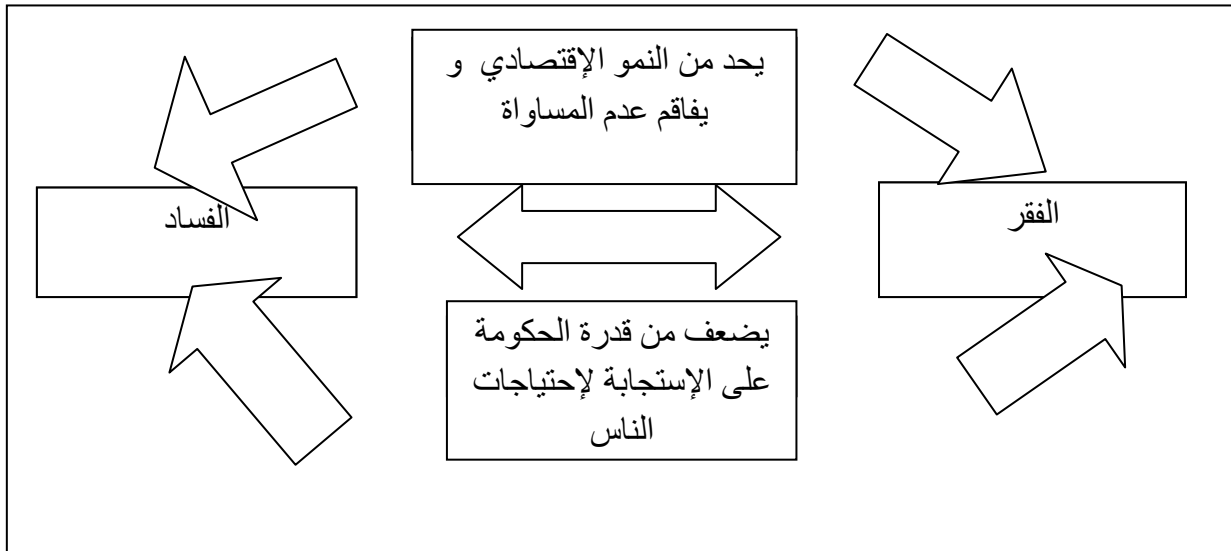 يحد من النمو الإقتصادي و
يفاقم عدم المساواة
الفقر
الفساد
يضعف من قدرة الحكومة
على الإستجابة لإحتياجات
الناس